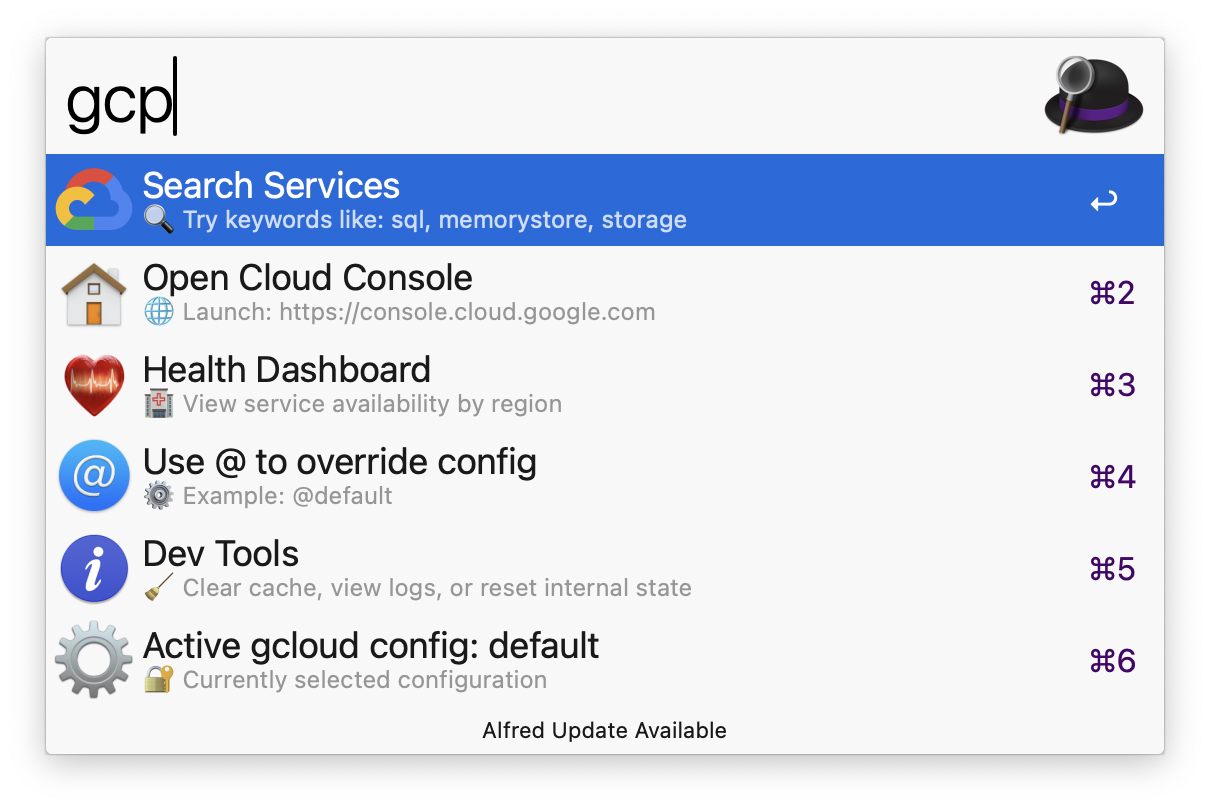 gcp
Search Services
🔍 Try keywords like: sql, memorystore, storage
Open Cloud Console
⌘2
🌐 Launch: https://console.cloud.google.com
Health Dashboard
⌘3
🏥 View service availability by region
Use @ to override config
⌘4
⚙️ Example: @default
Dev Tools
⌘5
🧹 Clear cache, view logs, or reset internal state
Active gcloud config: default
⌘6
🔐 Currently selected configuration
Alfred Update Available